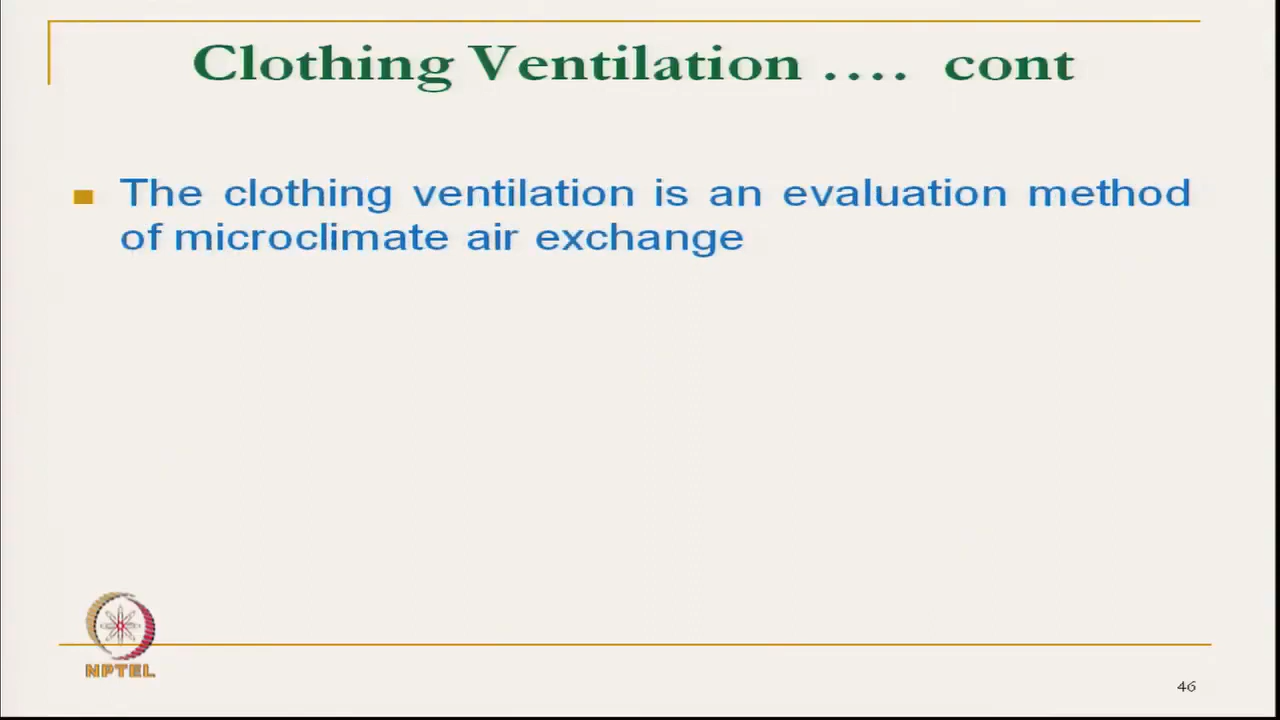 Clothing Ventilation .... cont
The clothing ventilation is an evaluation method
of microclimate air exchange
NPTEL
46